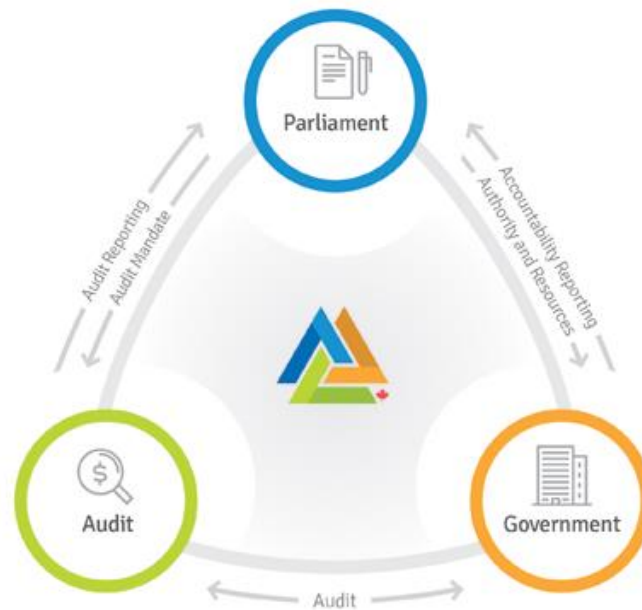 Parliament
Audit Reporting
Audit Mandate
Accountability Reporting
Authority and Resources
$
Audit
Government
Audit